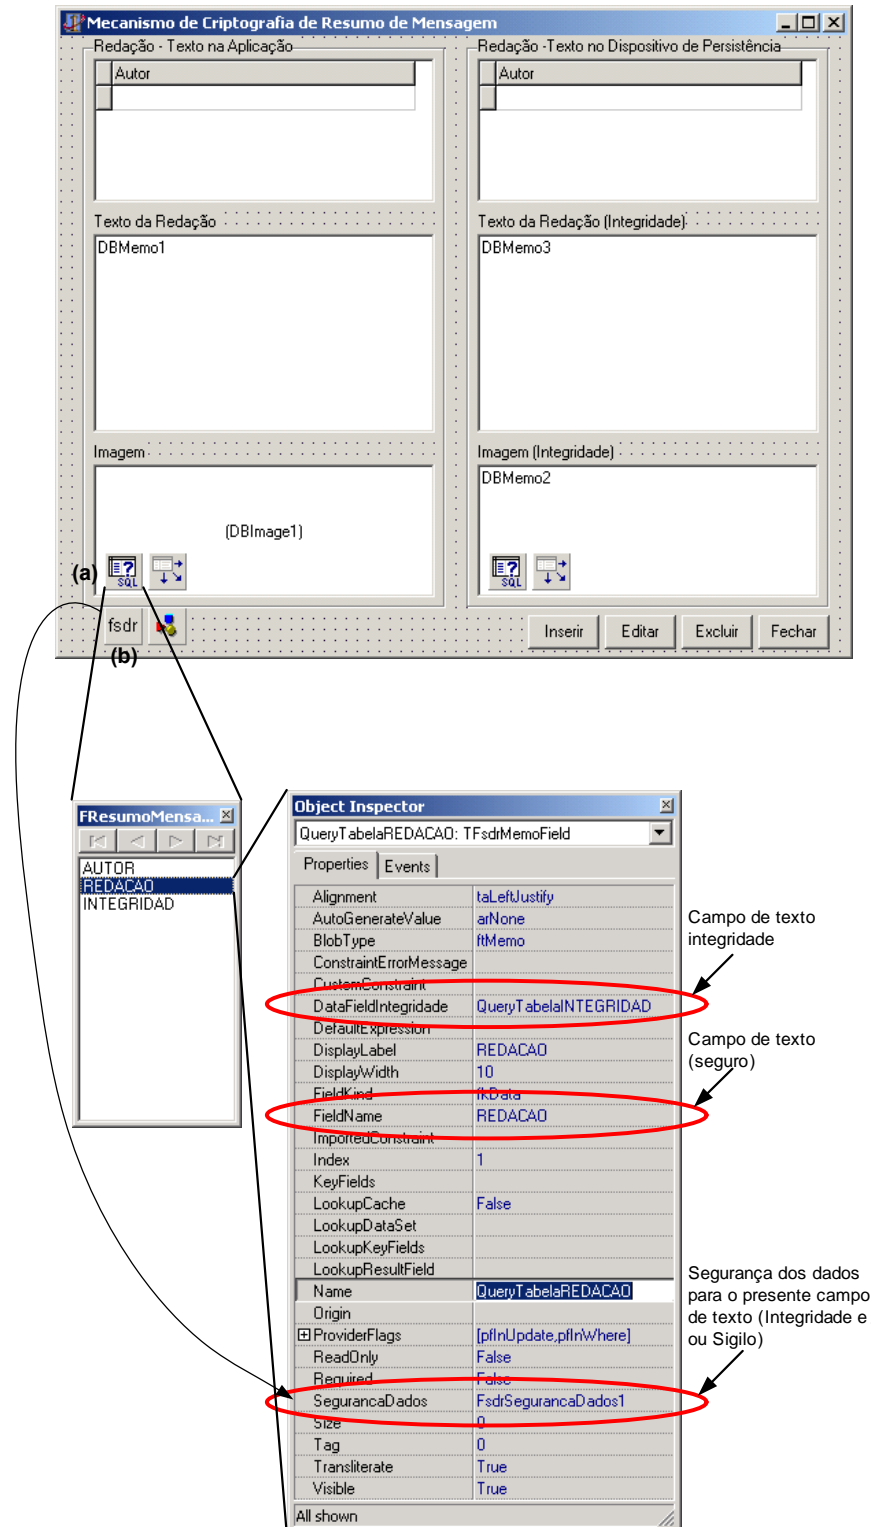 Mecanismo de Criptografia de Resumo de Mensagem
Redação - Texto na Aplicação
Redação -Texto no Dispositivo de Persistência
Autor
Autor
Texto da Redação
Texto da Redação (Integridade)
DBMemo1
DBMemo3
Imagem
Imagem (Integridade)
DBMemo2
(DBImage1)
(a)
SQL
SQL
fsdr
(b)
Inserir
Editar
Excluir
Fechar
FResumoMensa...
AUTOR
REDACAO
INTEGRIDAD
Object Inspector
QueryTabelaREDACAO: TFsdrMemoField
Properties
Events
Alignment taLeftJustify
AutoGenerateValue arNone
BlobType ftMemo
ConstraintErrorMessage
CustomConstraint
DataFieldIntegridade QueryTabelaINTEGRIDAD
DefaultExpression
DisplayLabel REDACAO
DisplayWidth 10
FieldKind fkData
FieldName REDACAO
ImportedConstraint
Index 1
KeyFields
LookupCache False
LookupDataSet
LookupKeyFields
LookupResultField
Name QueryTabelaREDACAO
Origin
ProviderFlags [pfInUpdate,pfInWhere]
ReadOnly False
Required False
SegurancaDados FsdrSegurancaDados1
Size 0
Tag 0
Transliterate True
Visible True
All shown
Campo de texto
integridade
Campo de texto
(seguro)
Segurança dos dados
para o presente campo
de texto (Integridade e
ou Sigilo)